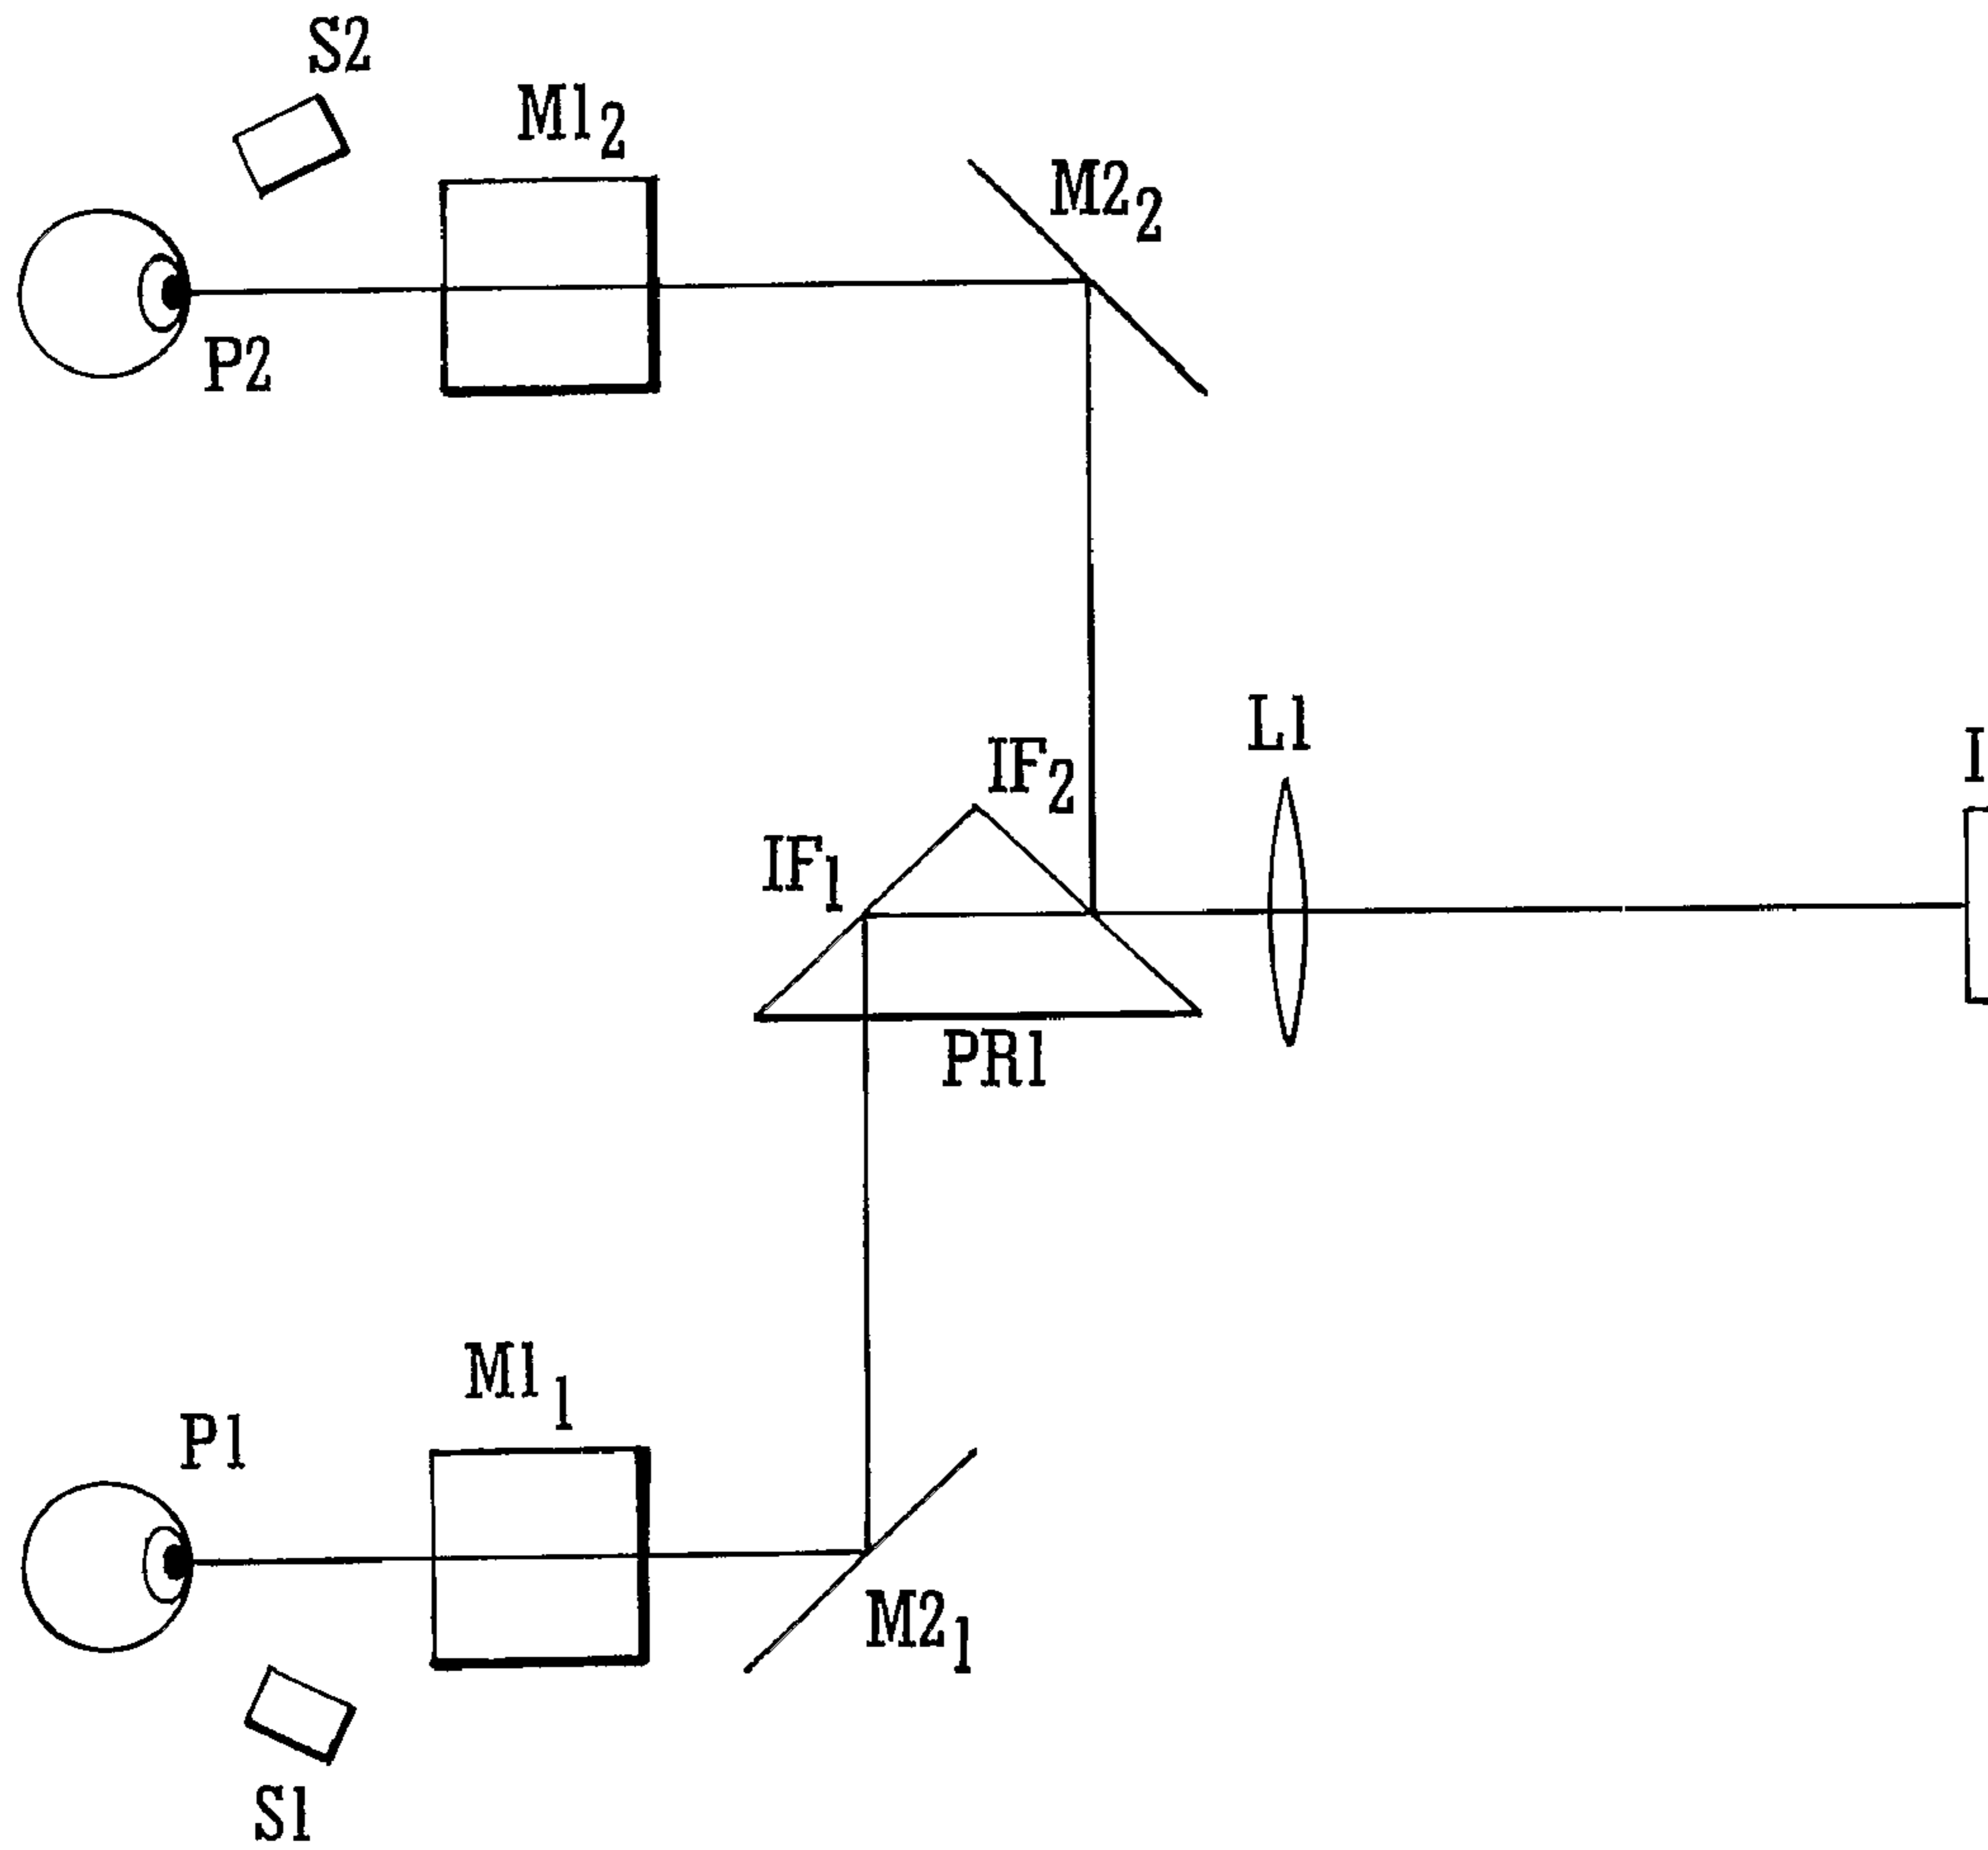 S2
M1₂
M2₂
P2
L1
I
IF₂
IF₁
PR1
M1₁
P1
M2₁
S1